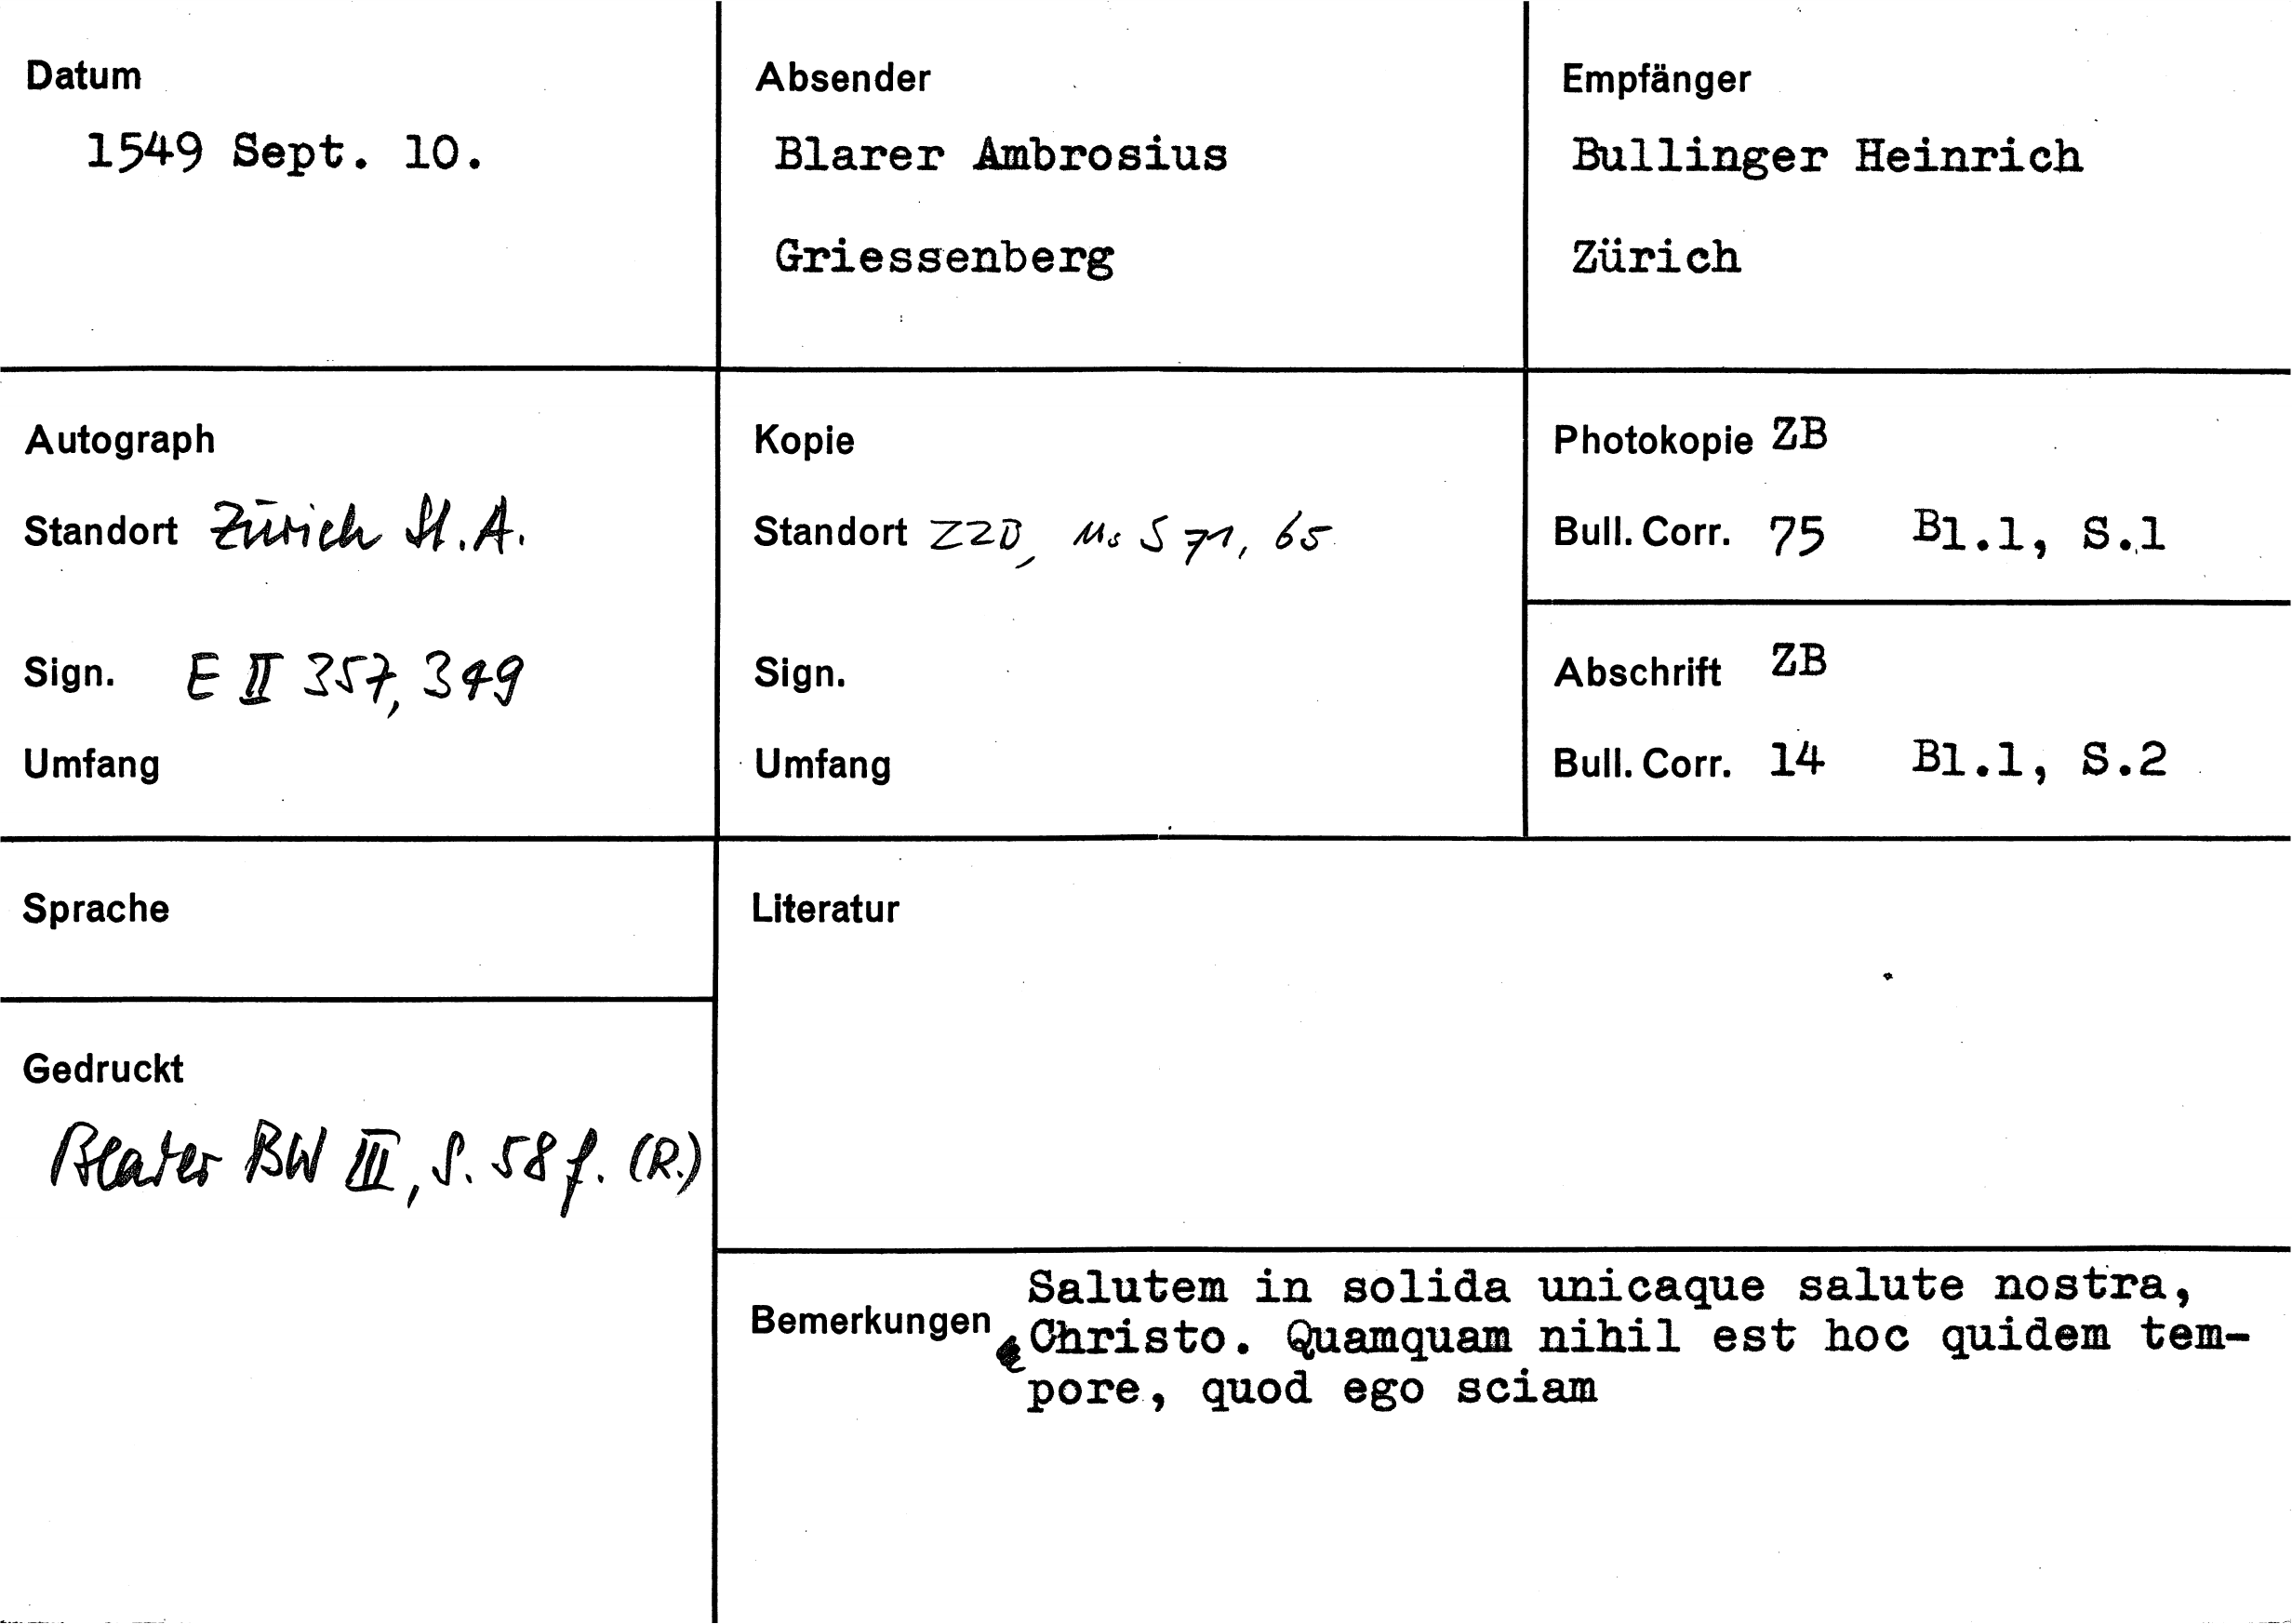 Datum
1549 Sept. 10.
Absender
Blarer Ambrosius
Griessenberg
Empfänger
Bullinger Heinrich
Zürich
Autograph
Standort Zürich St.A.
Sign. E II 357, 349
Umfang
Kopie
Standort ZZB, Ms S 71, 65
Sign.
Umfang
Photokopie ZB
Bull. Corr. 75 Bl.1, S.1
Abschrift ZB
Bull. Corr. 14 Bl.1, S.2
Sprache
Gedruckt
Blarer BW III, S. 58 f. (R.)
Literatur
Bemerkungen
Salutem in solida unicaque salute nostra,
Christo. Quamquam nihil est hoc quidem tem-
pore, quod ego sciam